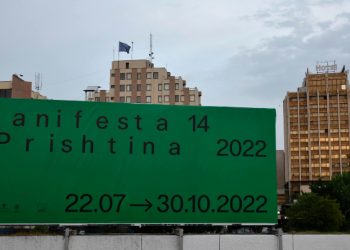 anifesta 14
Prishtina 2022
22.07 → 30.10.2022